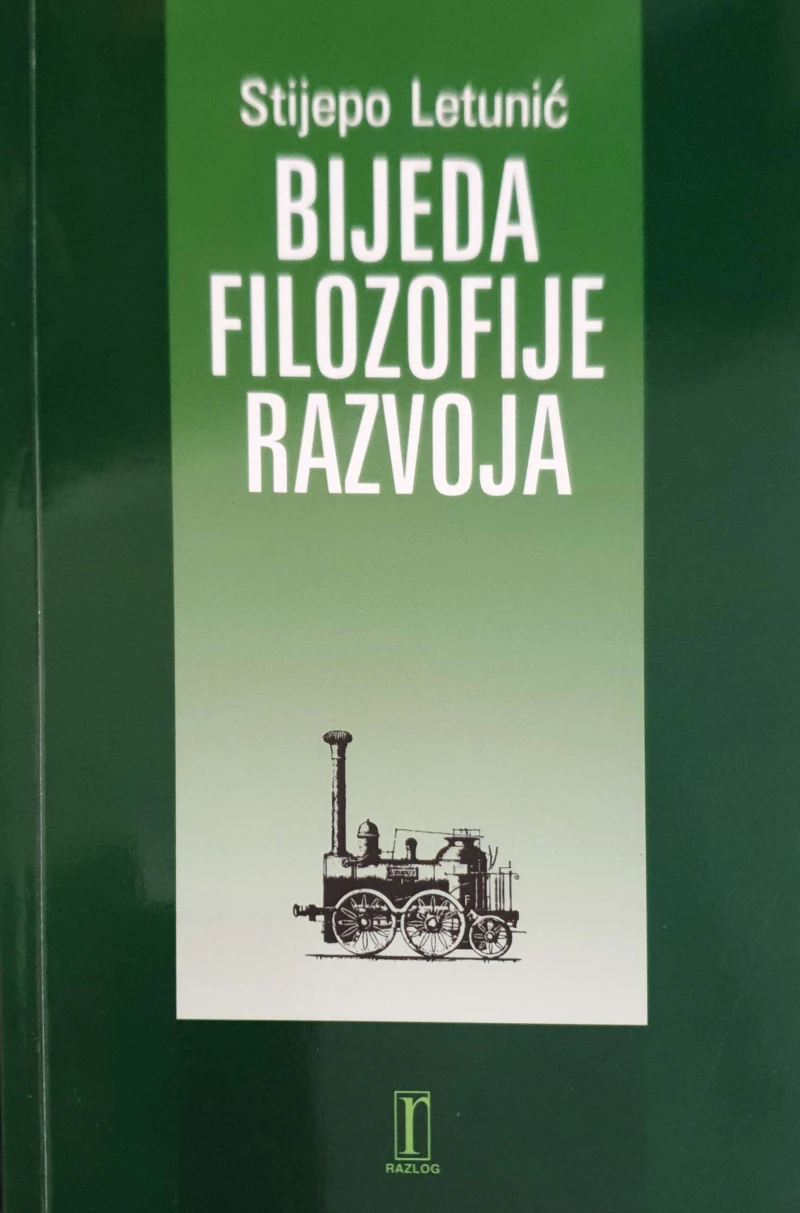 Stijepo Letunić
BIJEDA
FILOZOFIJE
RAZVOJA
r
RAZLOG